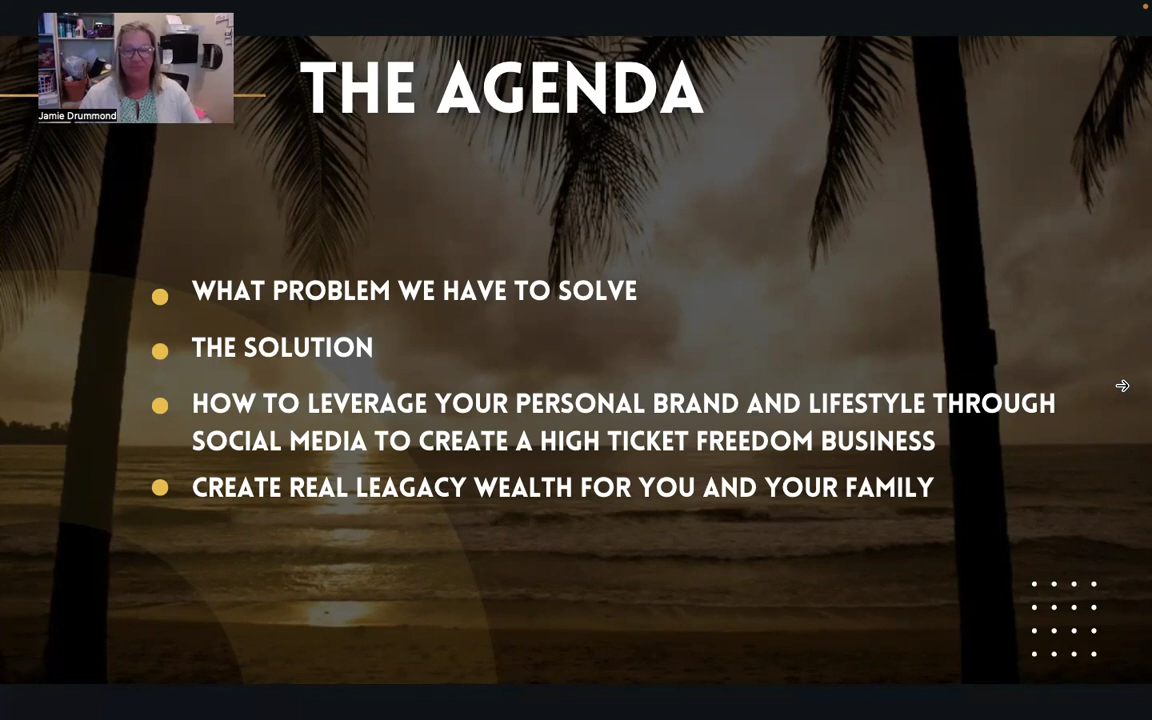 THE AGENDA
Jamie Drummond
WHAT PROBLEM WE HAVE TO SOLVE
THE SOLUTION
HOW TO LEVERAGE YOUR PERSONAL BRAND AND LIFESTYLE THROUGH
SOCIAL MEDIA TO CREATE A HIGH TICKET FREEDOM BUSINESS
CREATE REAL LEAGACY WEALTH FOR YOU AND YOUR FAMILY